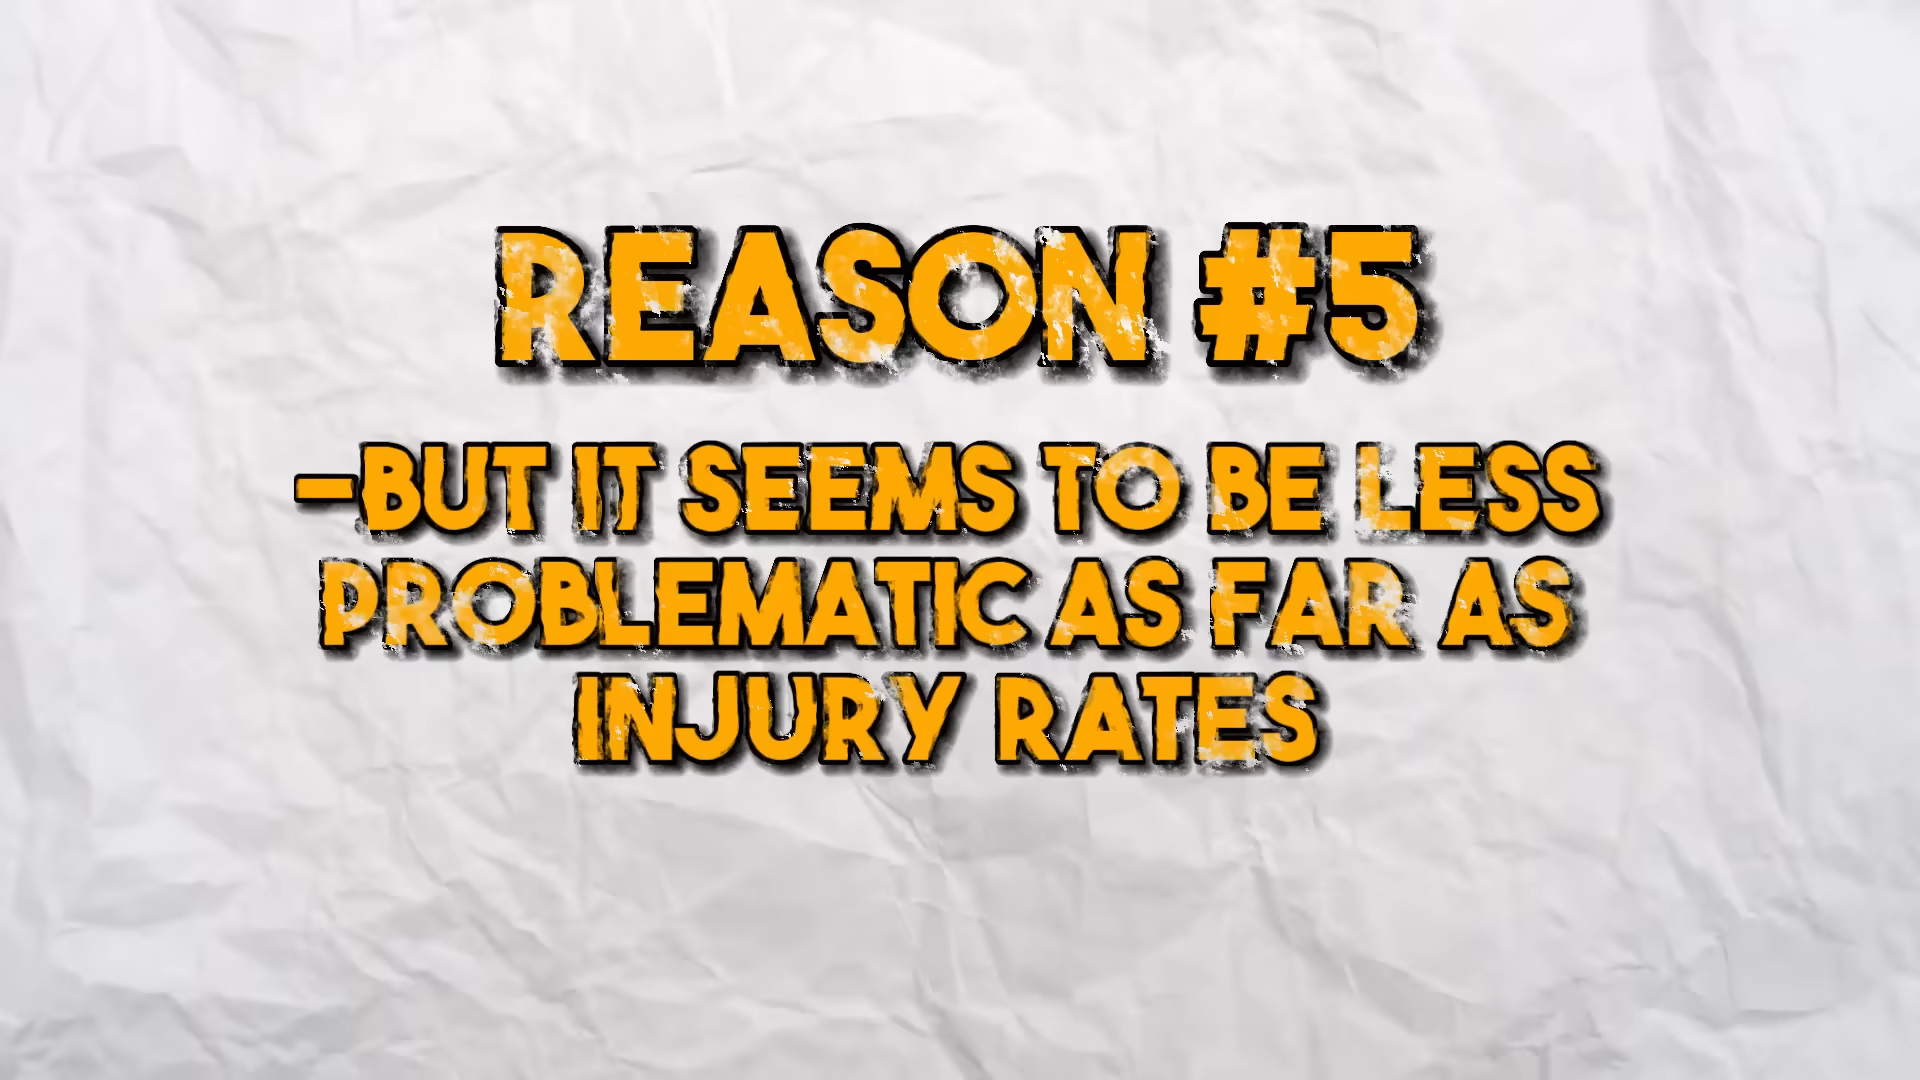 REASON #5
-BUT IT SEEMS TO BE LESS
PROBLEMATIC AS FAR AS
INJURY RATES